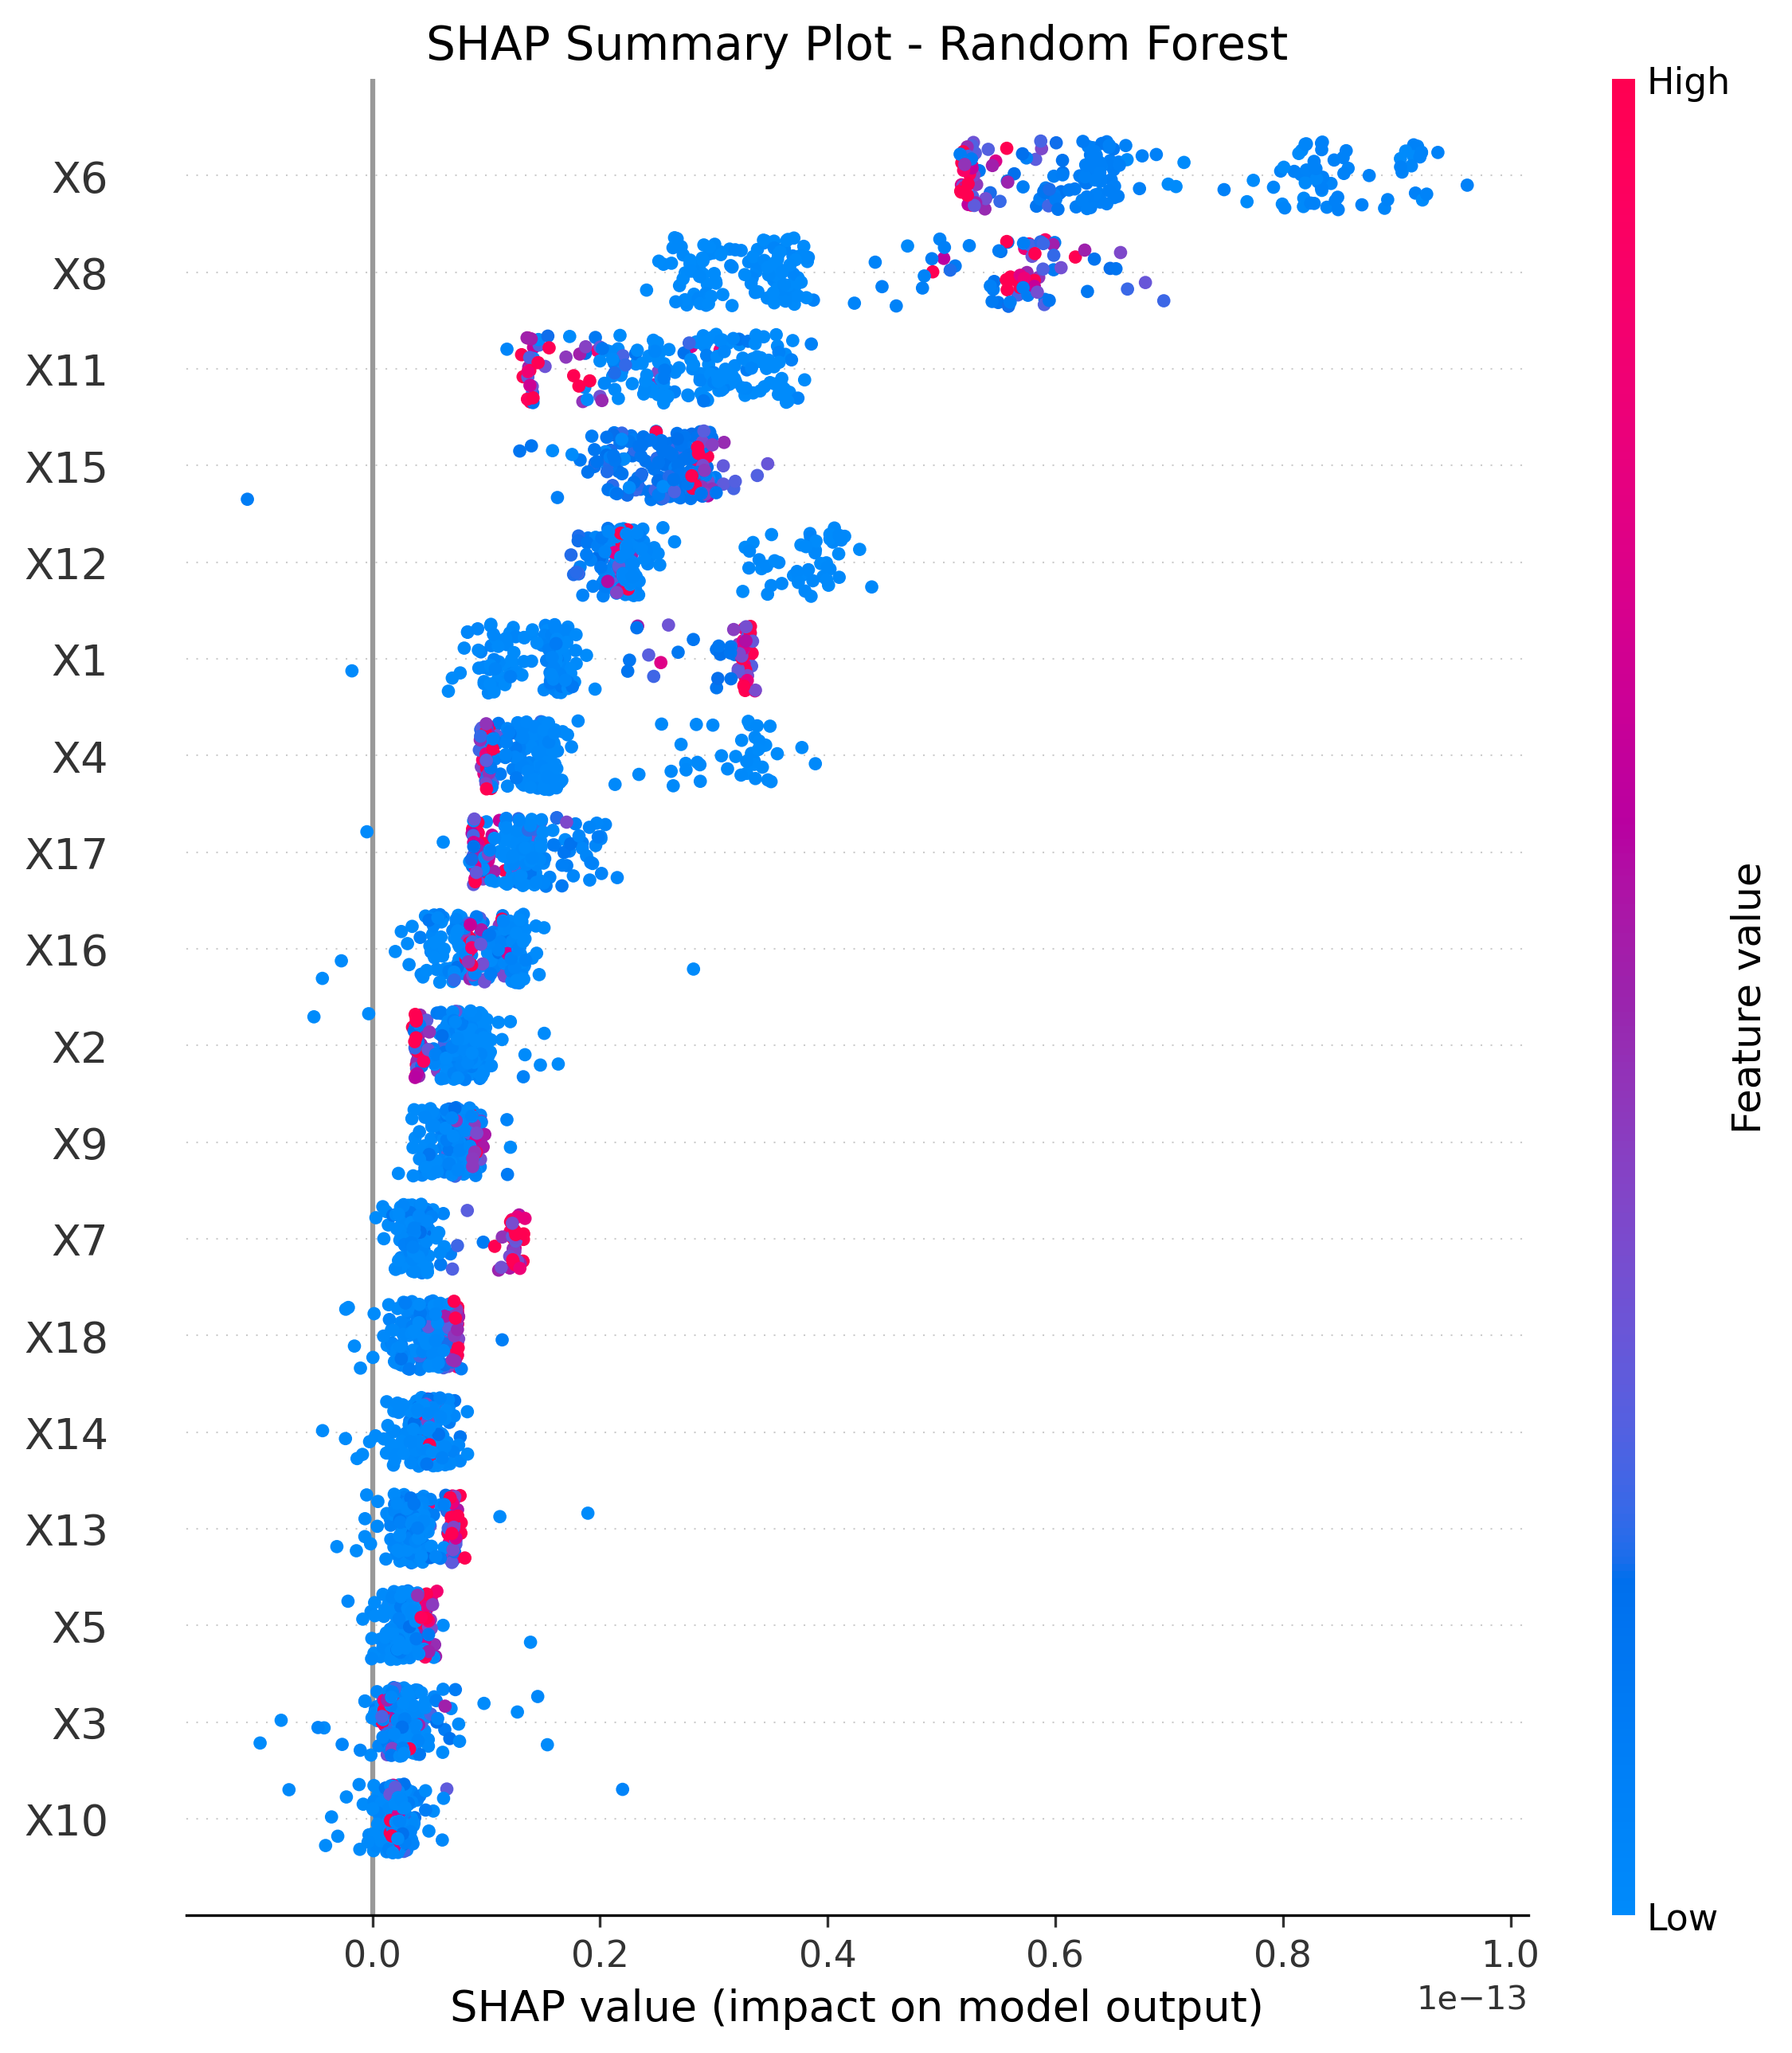 SHAP Summary Plot - Random Forest
High
X6
X8
X11
X15
X12
X1
X4
X17
X16
X2
X9
X7
X18
X14
X13
X5
X3
X10
Feature value
Low
0.0 0.2 0.4 0.6 0.8 1.0
1e−13
SHAP value (impact on model output)